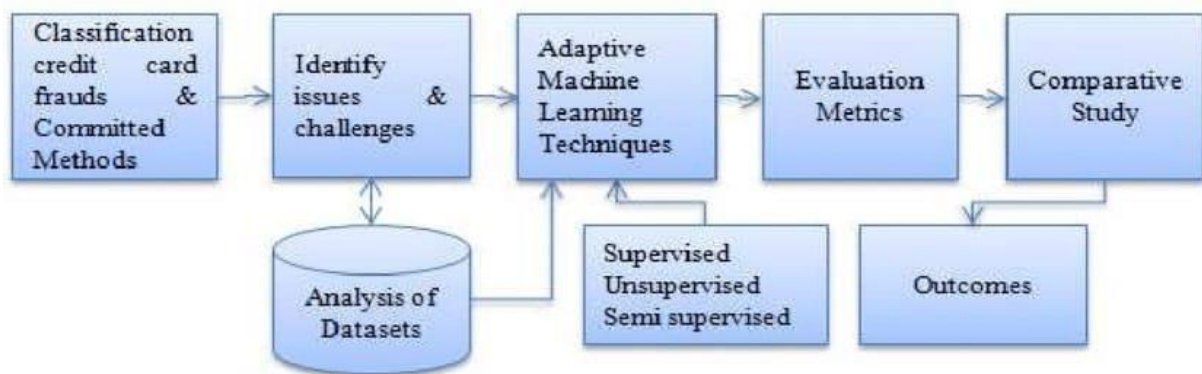 Classification
credit card
frauds &
Committed
Methods
Identify
issues &
challenges
Adaptive
Machine
Learning
Techniques
Evaluation
Metrics
Comparative
Study
Analysis of
Datasets
Supervised
Unsupervised
Semi supervised
Outcomes